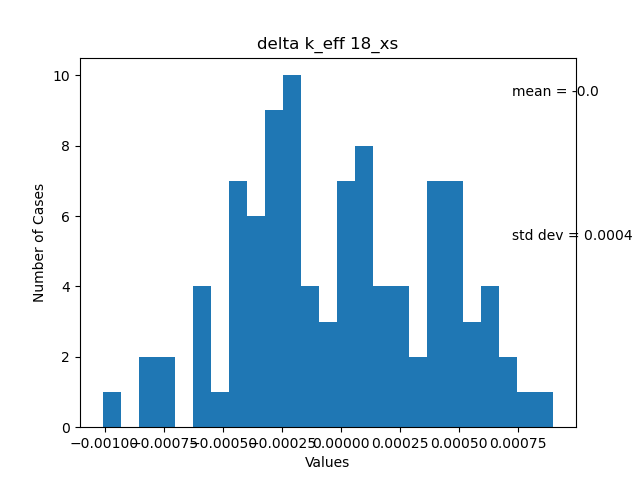 delta k_eff 18_xs
10
mean = -0.0
8
6
std dev = 0.0004
4
2
0
Number of Cases
−0.00100 −0.00075 −0.00050 −0.00025 0.00000 0.00025 0.00050 0.00075
Values